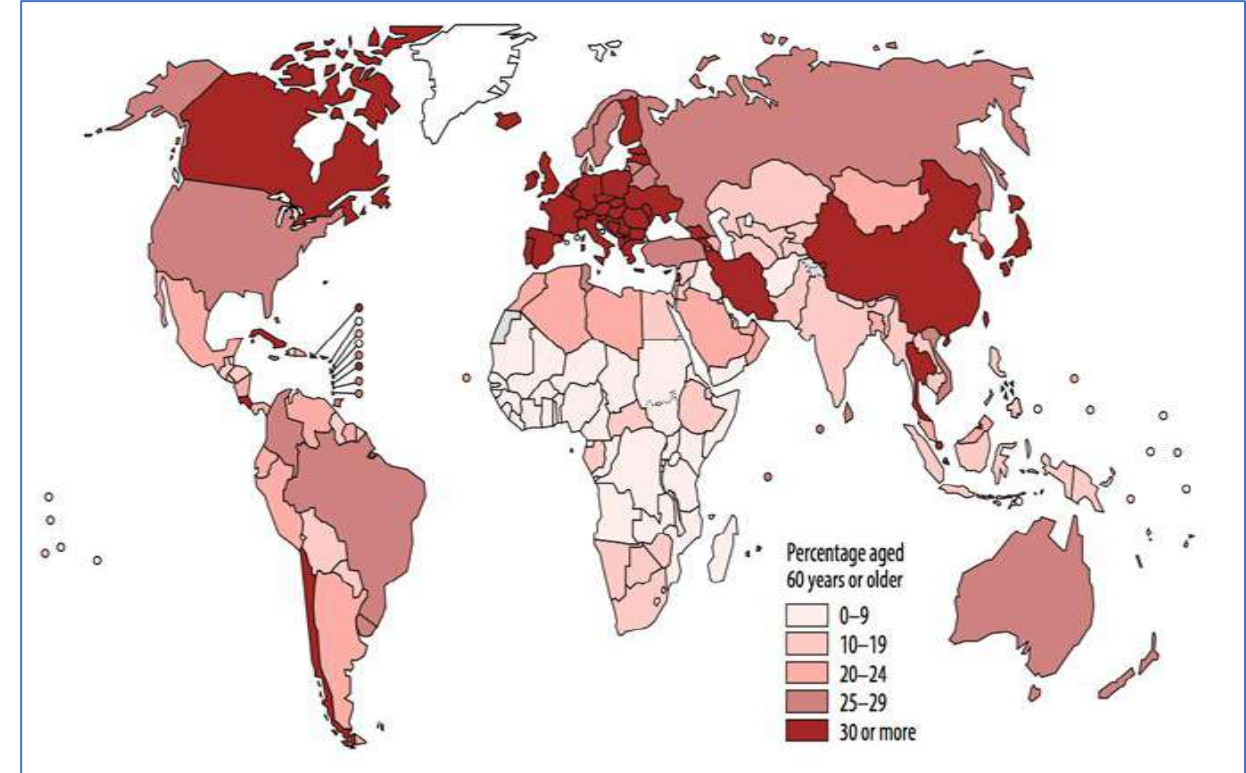 Percentage aged
60 years or older
0–9
10–19
20–24
25–29
30 or more